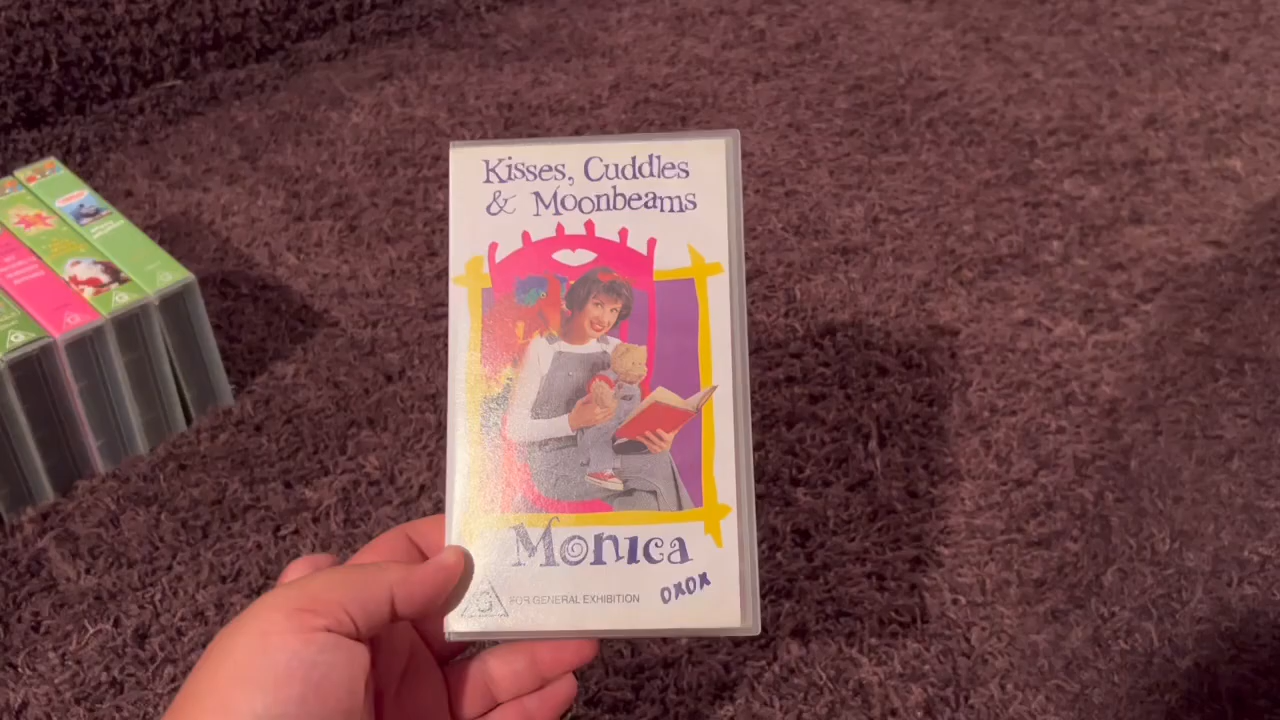 Kisses, Cuddles
& Moonbeams
Monica
G
FOR GENERAL EXHIBITION
OXOX
G
G
G